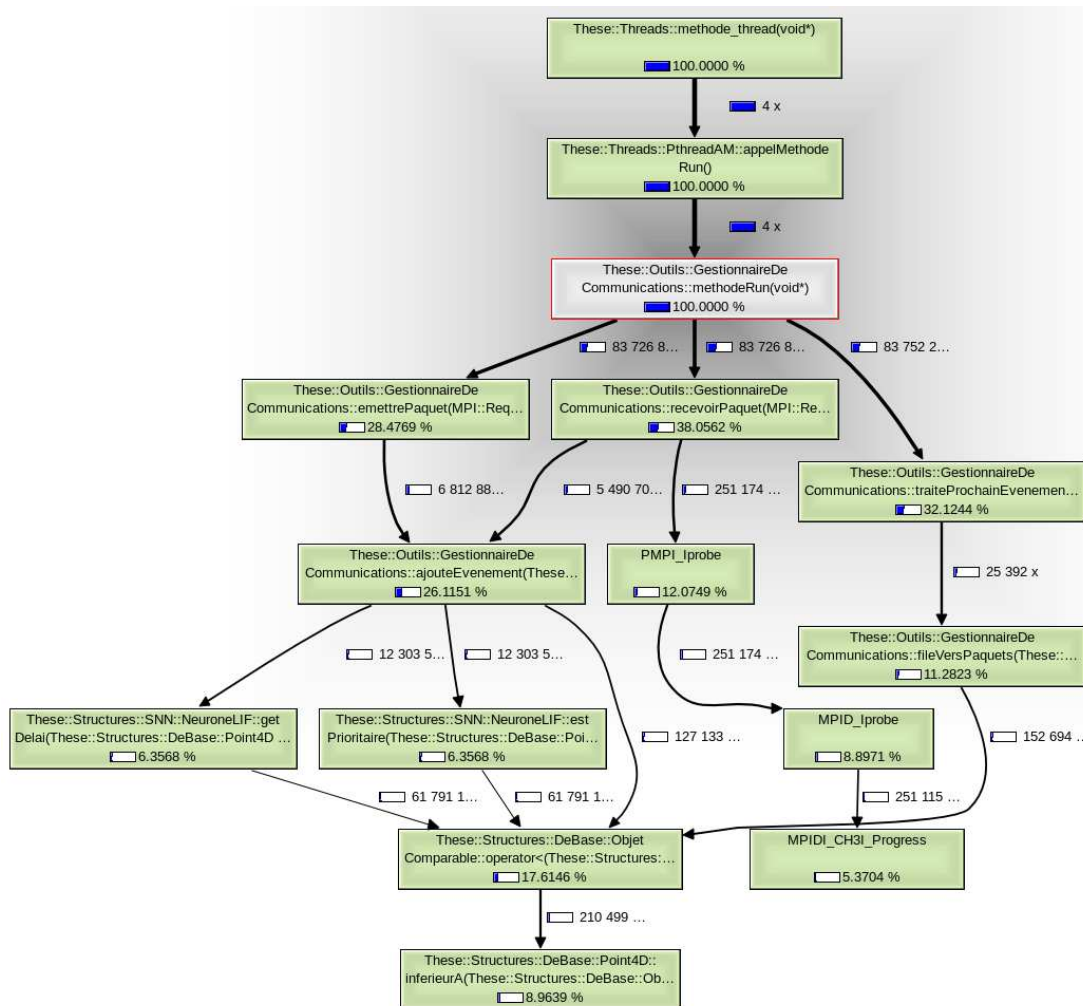 These::Threads::methode_thread(void*)
100.0000 %
4 x
These::Threads::PthreadAM::appelMethode
Run()
100.0000 %
4 x
These::Outils::GestionnaireDe
Communications::methodeRun(void*)
100.0000 %
83 726 8...
83 726 8...
83 752 2...
These::Outils::GestionnaireDe
Communications::emettrePaquet(MPI::Req...
28.4769 %
These::Outils::GestionnaireDe
Communications::recevoirPaquet(MPI::Re...
38.0562 %
These::Outils::GestionnaireDe
Communications::traiteProchainEvenemen...
32.1244 %
6 812 88...
5 490 70...
251 174 ...
These::Outils::GestionnaireDe
Communications::ajouteEvenement(These...
26.1151 %
PMPI_Iprobe
12.0749 %
25 392 x
These::Outils::GestionnaireDe
Communications::fileVersPaquets(These::...
11.2823 %
12 303 5...
12 303 5...
251 174 ...
These::Structures::SNN::NeuroneLIF::get
Delai(These::Structures::DeBase::Point4D ...
6.3568 %
These::Structures::SNN::NeuroneLIF::est
Prioritaire(These::Structures::DeBase::Poi...
6.3568 %
127 133 ...
MPID_Iprobe
8.8971 %
152 694 ...
61 791 1...
61 791 1...
251 115 ...
These::Structures::DeBase::Objet
Comparable::operator<(These::Structures:...
17.6146 %
MPIDI_CH3I_Progress
5.3704 %
210 499 ...
These::Structures::DeBase::Point4D::
inferieurA(These::Structures::DeBase::Ob...
8.9639 %